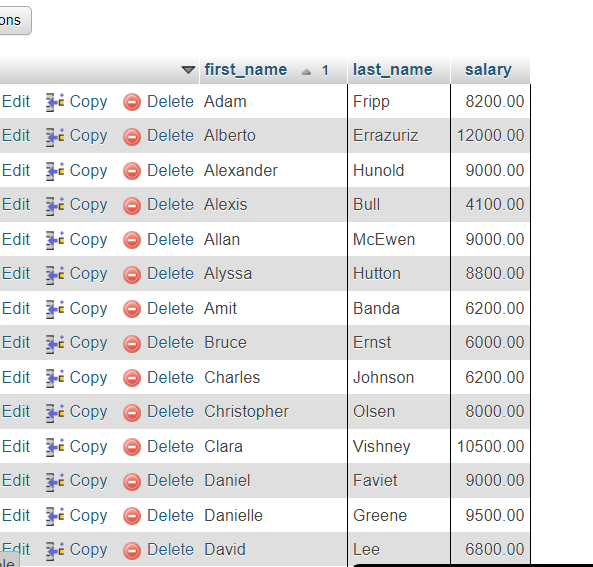 ons
first_name 1 last_name salary
Edit Copy Delete Adam Fripp 8200.00
Edit Copy Delete Alberto Errazuriz 12000.00
Edit Copy Delete Alexander Hunold 9000.00
Edit Copy Delete Alexis Bull 4100.00
Edit Copy Delete Allan McEwen 9000.00
Edit Copy Delete Alyssa Hutton 8800.00
Edit Copy Delete Amit Banda 6200.00
Edit Copy Delete Bruce Ernst 6000.00
Edit Copy Delete Charles Johnson 6200.00
Edit Copy Delete Christopher Olsen 8000.00
Edit Copy Delete Clara Vishney 10500.00
Edit Copy Delete Daniel Faviet 9000.00
Edit Copy Delete Danielle Greene 9500.00
Edit Copy Delete David Lee 6800.00